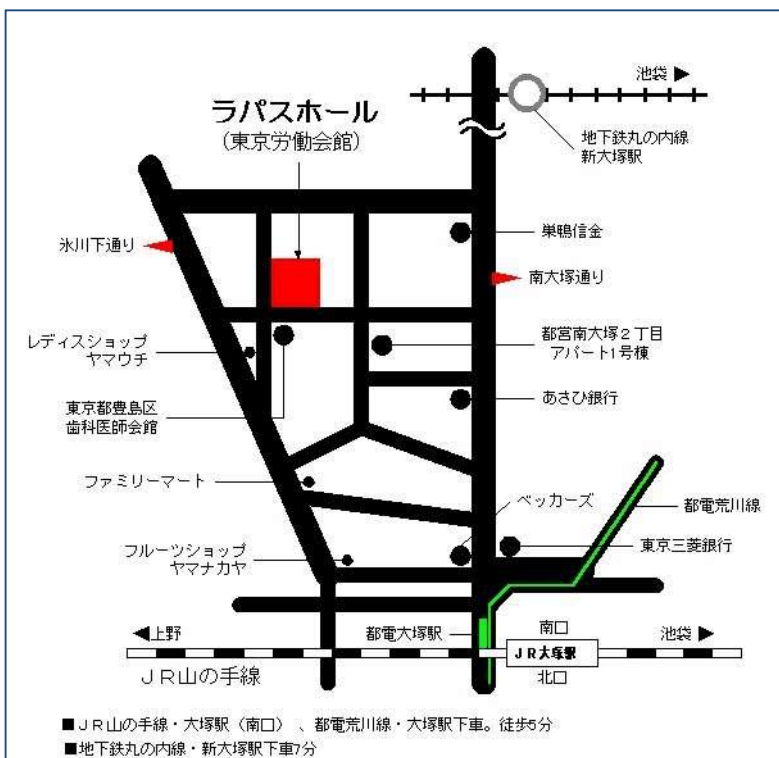 池袋 ▶
ラパスホール
(東京労働会館)
地下鉄丸の内線
新大塚駅
氷川下通り
巣鴨信金
南大塚通り
レディスショップ
ヤマウチ
都営南大塚2丁目
アパート1号棟
東京都豊島区
歯科医師会館
あさひ銀行
ファミリーマート
ベッカーズ
都電荒川線
フルーツショップ
ヤマナカヤ
東京三菱銀行
◀上野
都電大塚駅
南口
池袋 ▶
JR大塚駅
JR山の手線
北口
■JR山の手線・大塚駅(南口)、都電荒川線・大塚駅下車。徒歩5分
■地下鉄丸の内線・新大塚駅下車7分